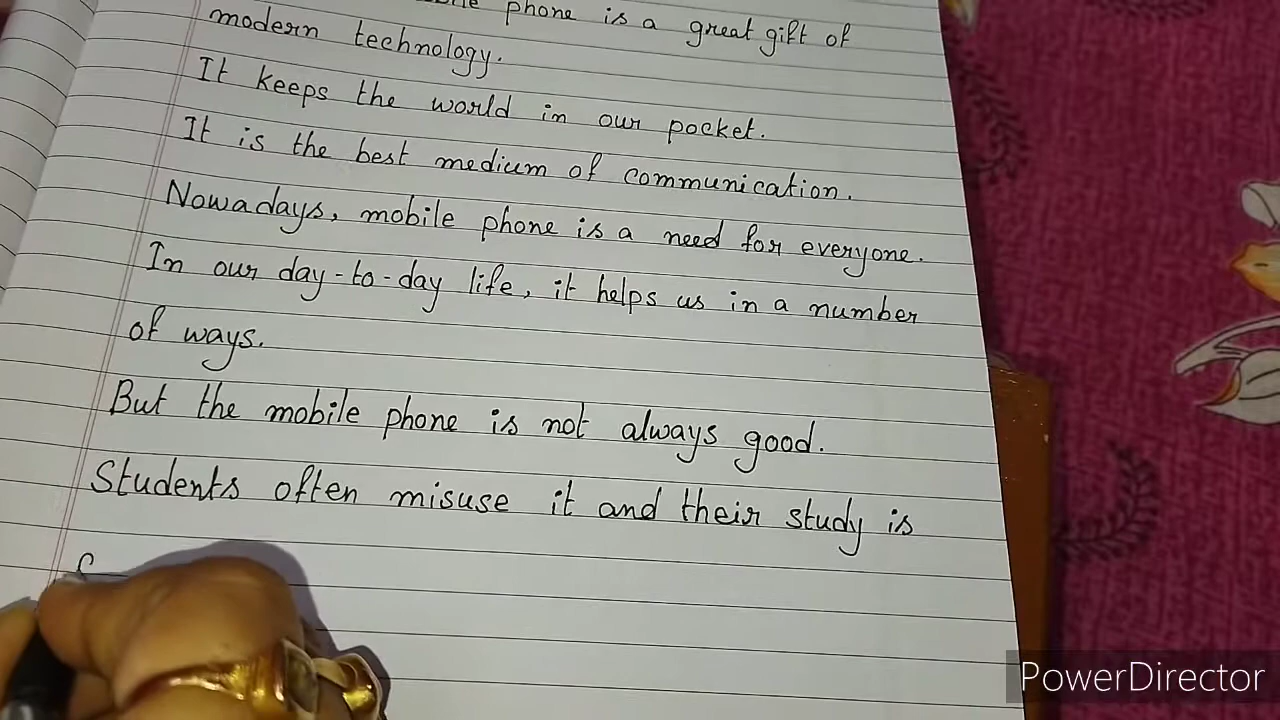 phone is a great gift of
modern technology.
It keeps the world in our pocket.
It is the best medium of communication.
Nowadays, mobile phone is a need for everyone.
In our day-to-day life, it helps us in a number
of ways.
But the mobile phone is not always good.
Students often misuse it and their study is
PowerDirector